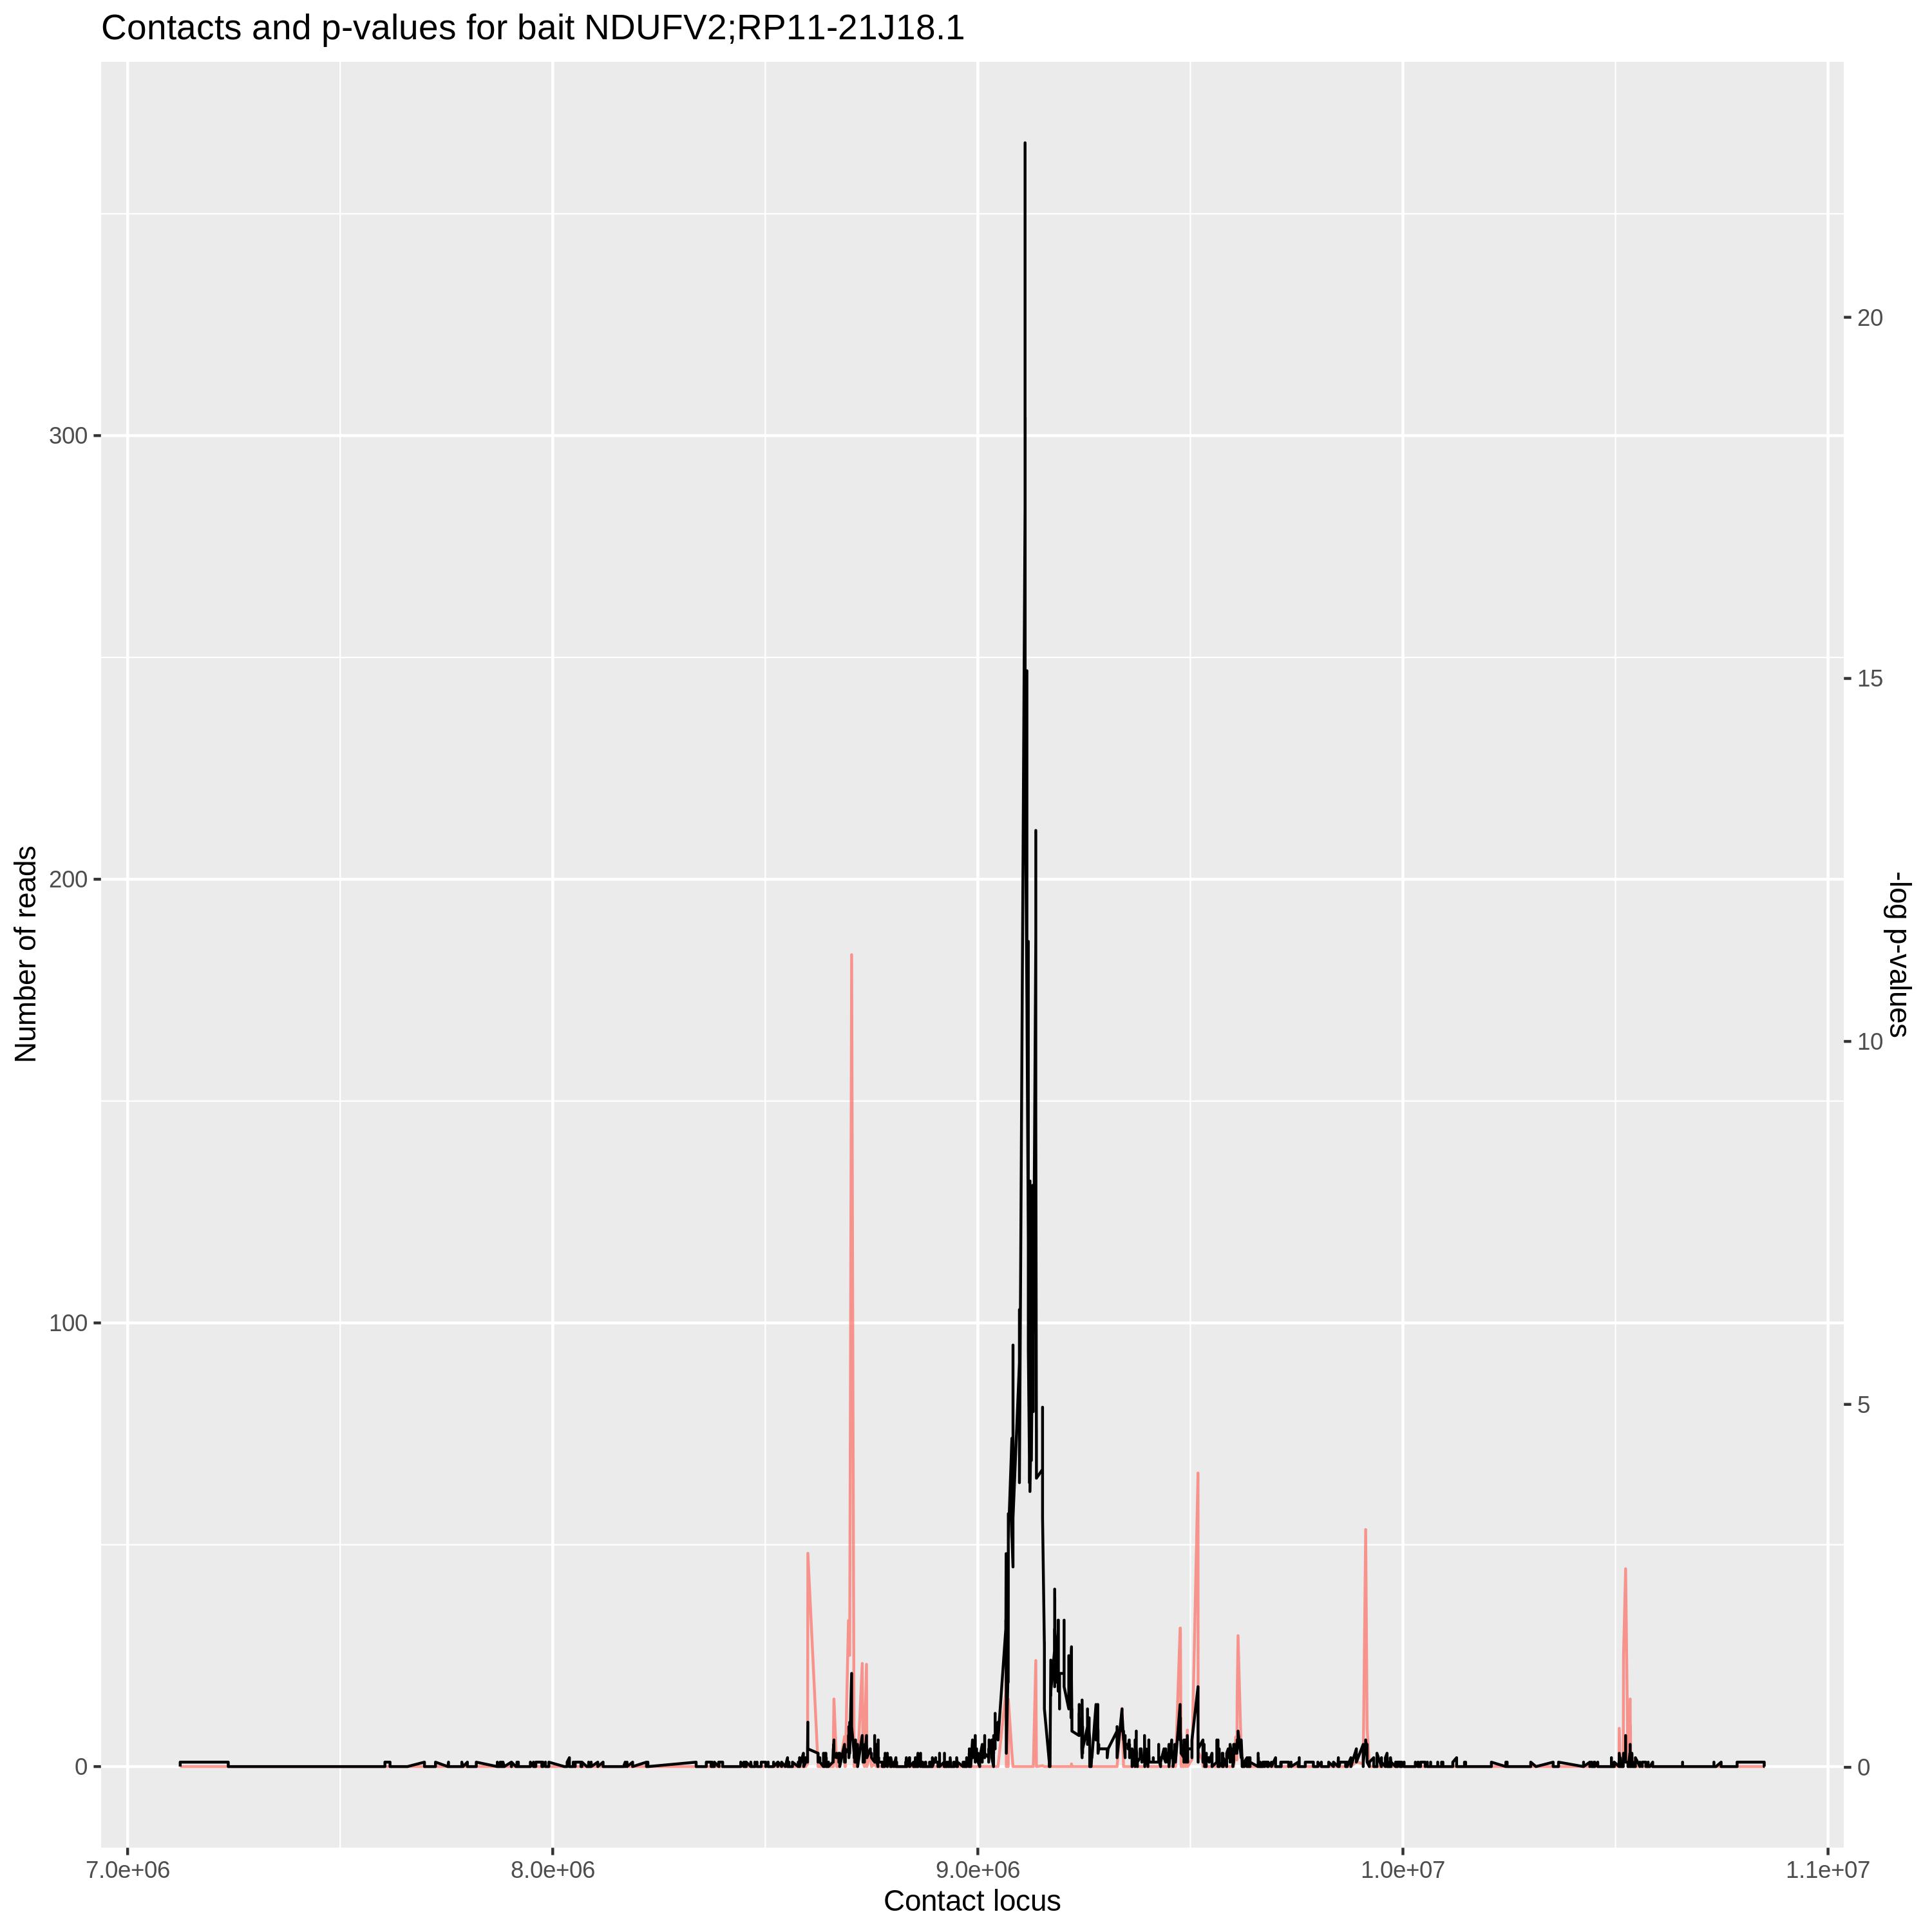 Contacts and p-values for bait NDUFV2;RP11-21J18.1
Number of reads
300
200
100
0
20
15
10
5
0
-log p-values
7.0e+06 8.0e+06 9.0e+06 1.0e+07 1.1e+07
Contact locus